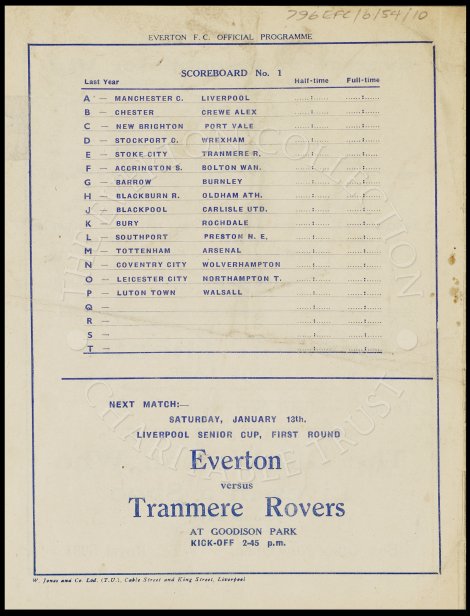 796EFC/6/54/10
EVERTON F.C. OFFICIAL PROGRAMME
SCOREBOARD No. 1
Last Year Half-time Full-time
A — MANCHESTER C. LIVERPOOL ......:...... ......:......
B — CHESTER CREWE ALEX ......:...... ......:......
C — NEW BRIGHTON PORT VALE ......:...... ......:......
D — STOCKPORT C. WREXHAM ......:...... ......:......
E — STOKE CITY TRANMERE R. ......:...... ......:......
F — ACCRINGTON S. BOLTON WAN. ......:...... ......:......
G — BARROW BURNLEY ......:...... ......:......
H — BLACKBURN R. OLDHAM ATH. ......:...... ......:......
J — BLACKPOOL CARLISLE UTD. ......:...... ......:......
K — BURY ROCHDALE ......:...... ......:......
L — SOUTHPORT PRESTON N. E. ......:...... ......:......
M — TOTTENHAM ARSENAL ......:...... ......:......
N — COVENTRY CITY WOLVERHAMPTON ......:...... ......:......
O — LEICESTER CITY NORTHAMPTON T. ......:...... ......:......
P — LUTON TOWN WALSALL ......:...... ......:......
Q — ......:...... ......:......
R — ......:...... ......:......
S — ......:...... ......:......
T — ......:...... ......:......
NEXT MATCH:—
SATURDAY, JANUARY 13th.
LIVERPOOL SENIOR CUP, FIRST ROUND
Everton
versus
Tranmere Rovers
AT GOODISON PARK
KICK-OFF 2-45 p.m.
W. Jones and Co. Ltd. (T.U.), Cable Street and King Street, Liverpool
THE COLLECTION
CHARITABLE TRUST